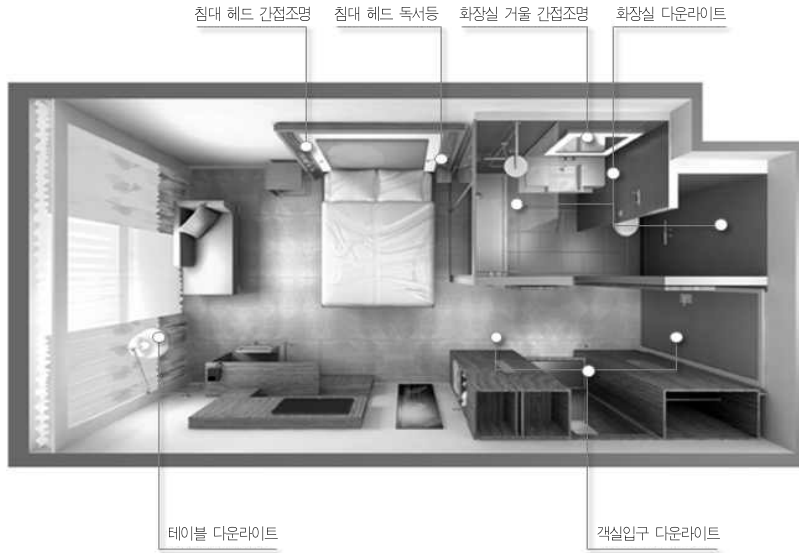 침대 헤드 간접조명
침대 헤드 독서등
화장실 거울 간접조명
화장실 다운라이트
테이블 다운라이트
객실입구 다운라이트